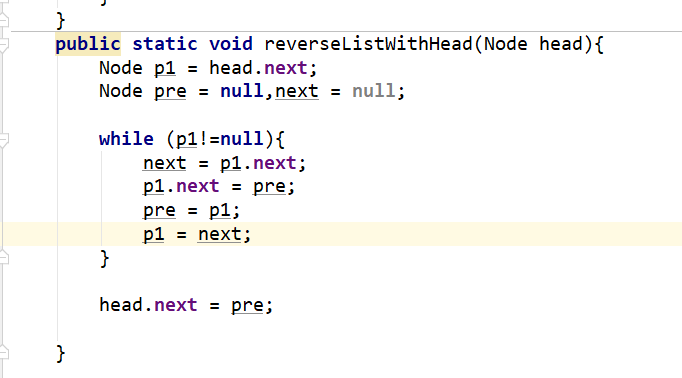 }
public static void reverseListWithHead(Node head){
Node p1 = head.next;
Node pre = null,next = null;
while (p1!=null){
next = p1.next;
p1.next = pre;
pre = p1;
p1 = next;
}
head.next = pre;
}